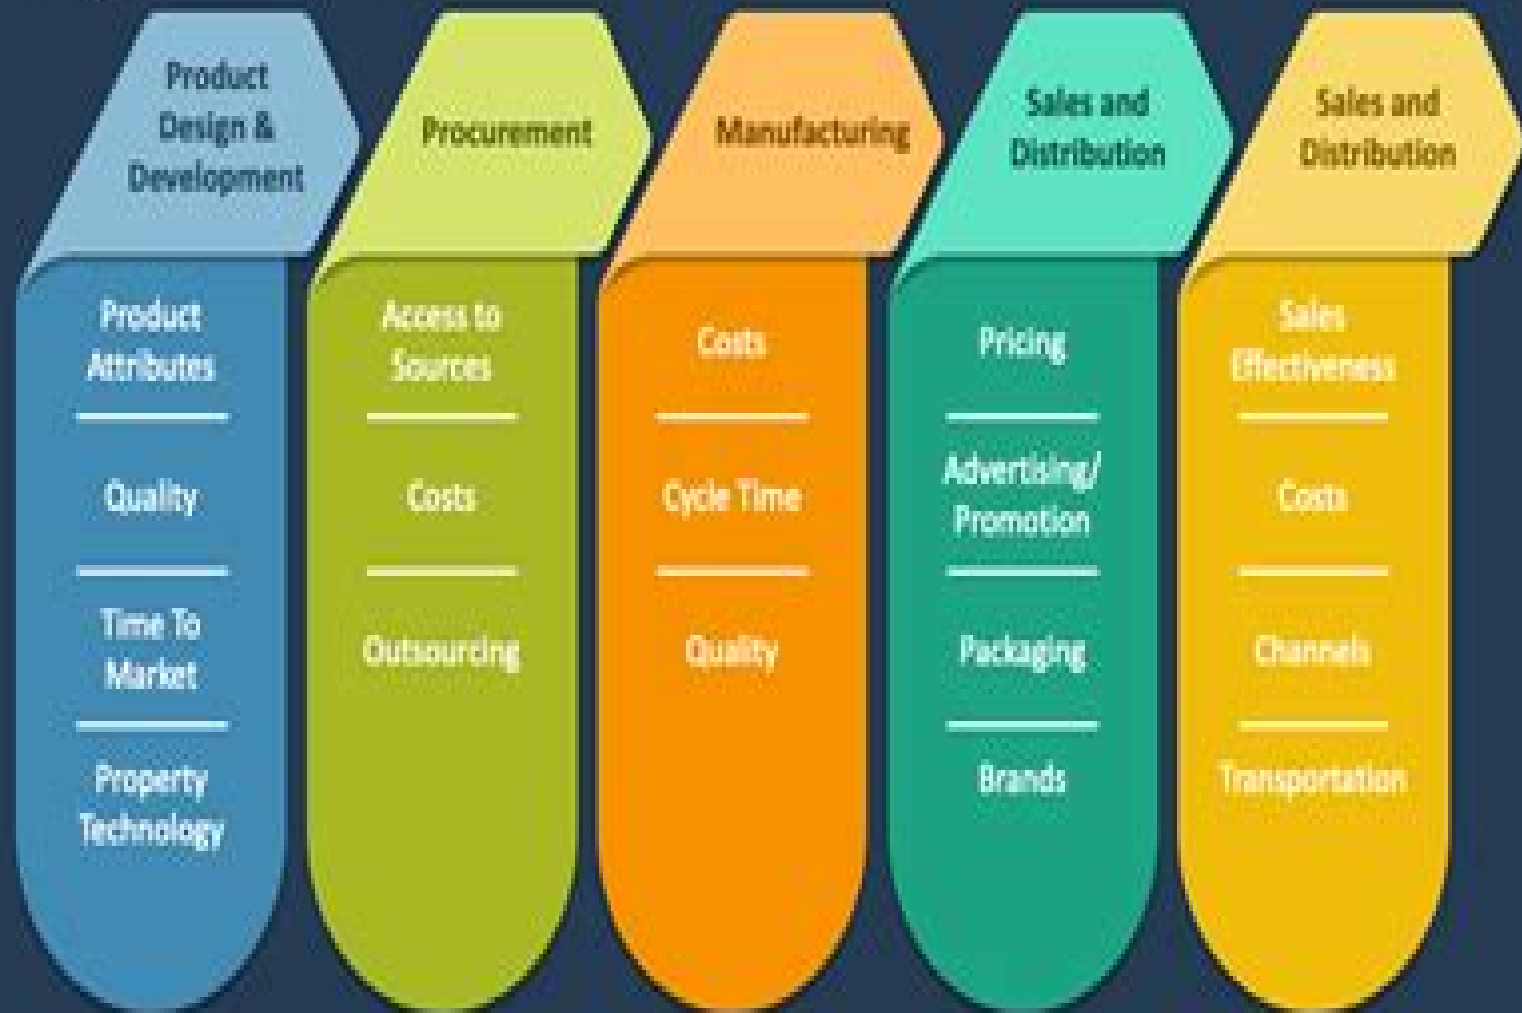 Product
Design &
Development
Procurement
Manufacturing
Sales and
Distribution
Sales and
Distribution
Product
Attributes
Quality
Time To
Market
Property
Technology
Access to
Sources
Costs
Outsourcing
Costs
Cycle Time
Quality
Pricing
Advertising/
Promotion
Packaging
Brands
Sales
Effectiveness
Costs
Channels
Transportation